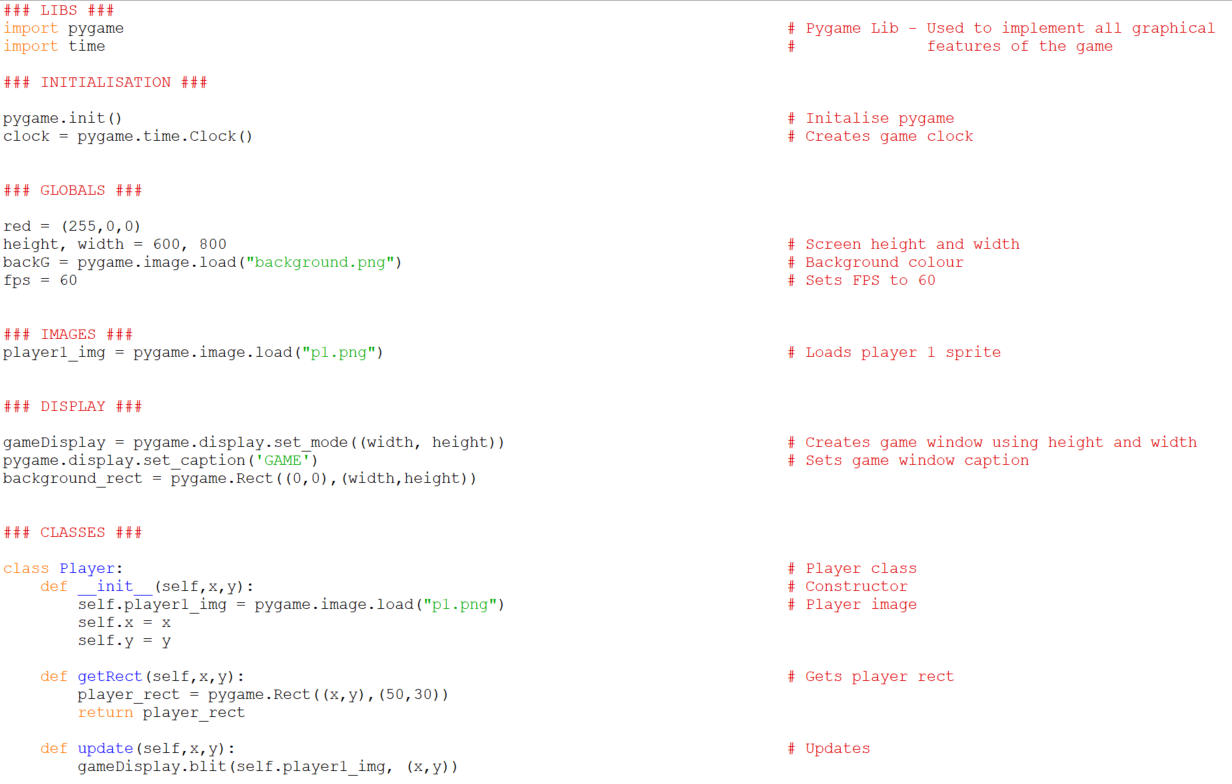 ### LIBS ###
import pygame # Pygame Lib - Used to implement all graphical
import time # features of the game
### INITIALISATION ###
pygame.init() # Initalise pygame
clock = pygame.time.Clock() # Creates game clock
### GLOBALS ###
red = (255,0,0)
height, width = 600, 800 # Screen height and width
backG = pygame.image.load("background.png") # Background colour
fps = 60 # Sets FPS to 60
### IMAGES ###
player1_img = pygame.image.load("p1.png") # Loads player 1 sprite
### DISPLAY ###
gameDisplay = pygame.display.set_mode((width, height)) # Creates game window using height and width
pygame.display.set_caption('GAME') # Sets game window caption
background_rect = pygame.Rect((0,0),(width,height))
### CLASSES ###
class Player: # Player class
    def __init__(self,x,y): # Constructor
        self.player1_img = pygame.image.load("p1.png") # Player image
        self.x = x
        self.y = y
    def getRect(self,x,y): # Gets player rect
        player_rect = pygame.Rect((x,y),(50,30))
        return player_rect
    def update(self,x,y): # Updates
        gameDisplay.blit(self.player1_img, (x,y))